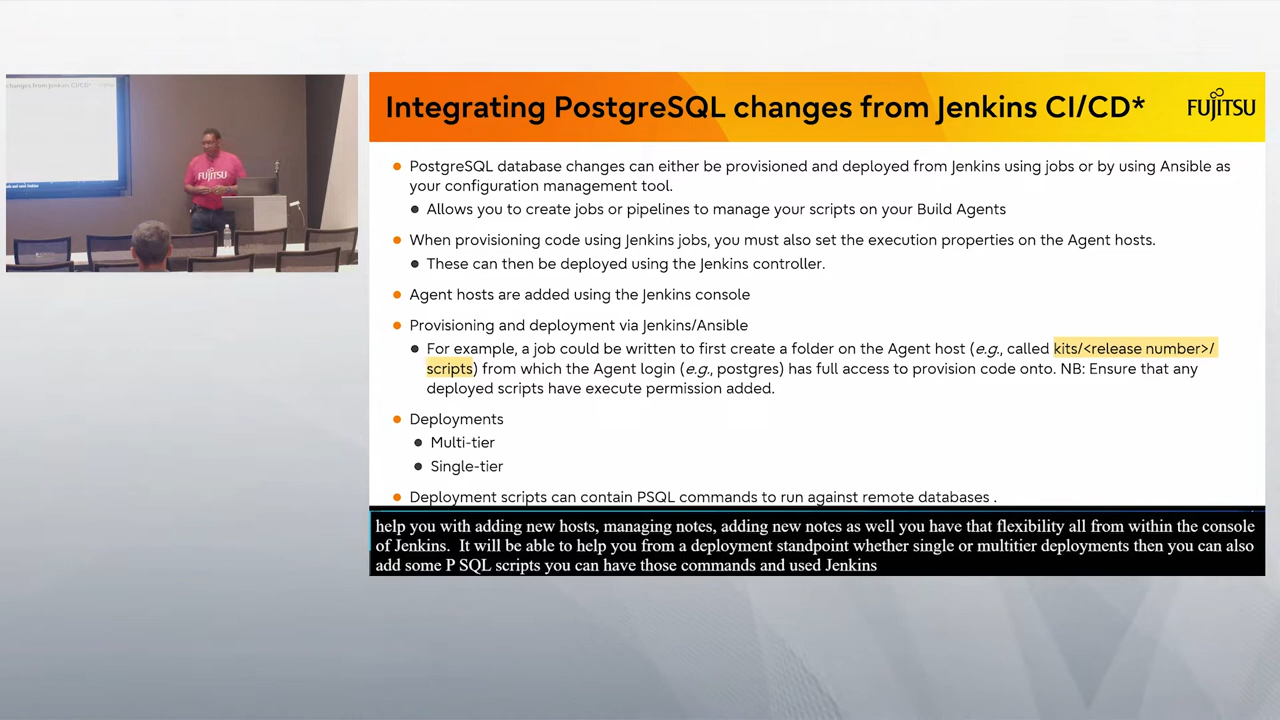 changes from Jenkins CI/CD*
FUJITSU
Integrating PostgreSQL changes from Jenkins CI/CD*
FUJITSU
• PostgreSQL database changes can either be provisioned and deployed from Jenkins using jobs or by using Ansible as
your configuration management tool.
• Allows you to create jobs or pipelines to manage your scripts on your Build Agents
• When provisioning code using Jenkins jobs, you must also set the execution properties on the Agent hosts.
• These can then be deployed using the Jenkins controller.
• Agent hosts are added using the Jenkins console
• Provisioning and deployment via Jenkins/Ansible
• For example, a job could be written to first create a folder on the Agent host (e.g., called kits/<release number>/
scripts) from which the Agent login (e.g., postgres) has full access to provision code onto. NB: Ensure that any
deployed scripts have execute permission added.
• Deployments
• Multi-tier
• Single-tier
• Deployment scripts can contain PSQL commands to run against remote databases .
help you with adding new hosts, managing notes, adding new notes as well you have that flexibility all from within the console
of Jenkins. It will be able to help you from a deployment standpoint whether single or multitier deployments then you can also
add some P SQL scripts you can have those commands and used Jenkins